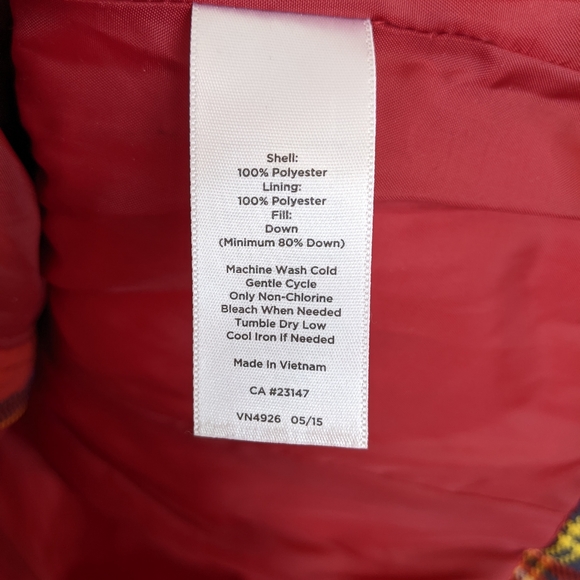 Shell:
100% Polyester
Lining:
100% Polyester
Fill:
Down
(Minimum 80% Down)
Machine Wash Cold
Gentle Cycle
Only Non-Chlorine
Bleach When Needed
Tumble Dry Low
Cool Iron If Needed
Made In Vietnam
CA #23147
VN4926 05/15